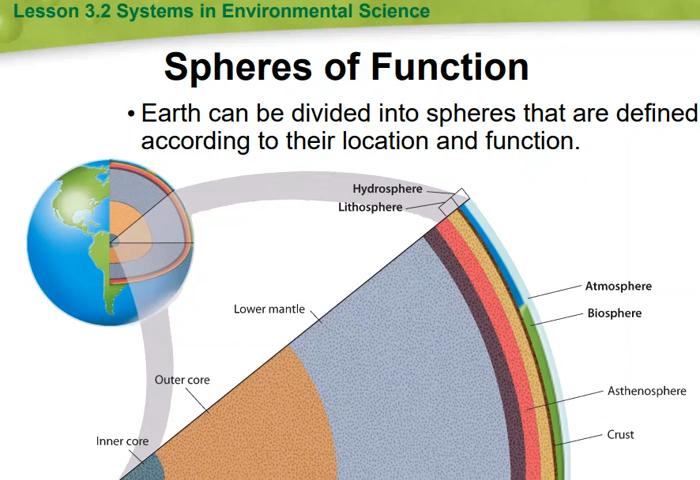 Lesson 3.2 Systems in Environmental Science
Spheres of Function
• Earth can be divided into spheres that are defined
according to their location and function.
Hydrosphere
Lithosphere
Atmosphere
Lower mantle
Biosphere
Outer core
Asthenosphere
Crust
Inner core